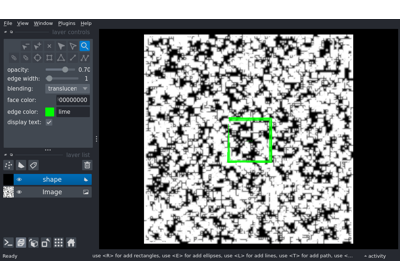 File View Window Plugins Help
layer controls
opacity: 0.70
edge width: 1
blending: translucen
face color: 00000000
edge color: lime
display text:
layer list
shape
Image
Ready
use <R> for add rectangles, use <E> for add ellipses, use <L> for add lines, use <T> for add path, use <...
activity